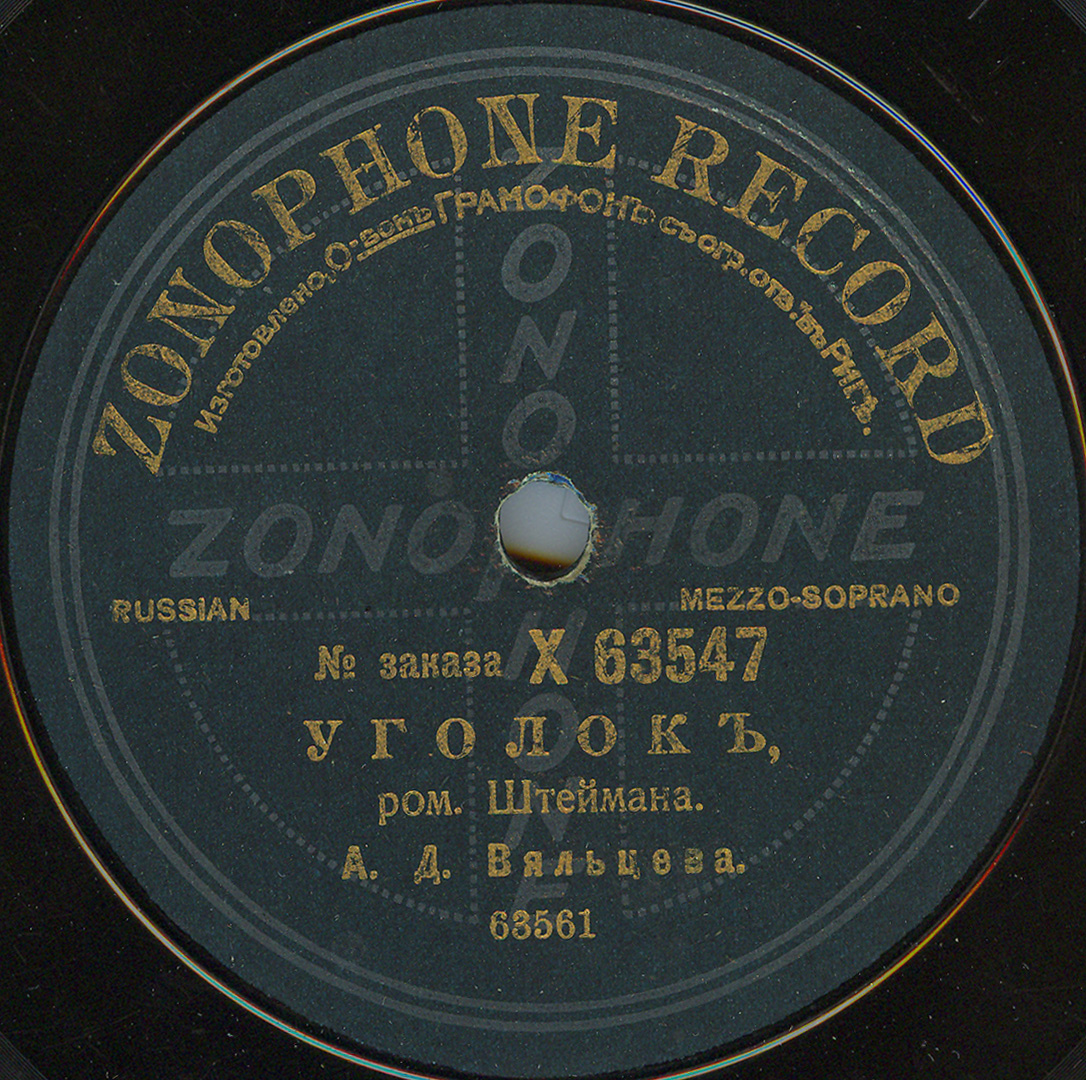 ZONOPHONE RECORD
Изготовлено О-вомъ ГРАМОФОНЪ съ огр. отв. въ Ригѣ.
ZONOPHONE
ZONOPHONE
RUSSIAN
MEZZO-SOPRANO
№ заказа X 63547
УГОЛОКЪ,
ром. Штеймана.
А. Д. Вяльцева.
63561